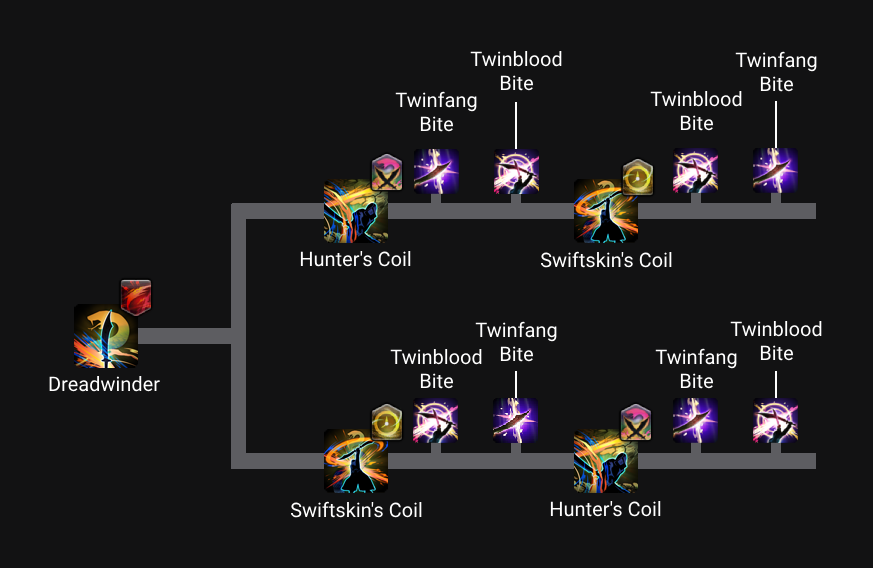 Twinblood
Bite
Twinfang
Bite
Twinfang
Bite
Twinblood
Bite
Hunter's Coil
Swiftskin's Coil
Dreadwinder
Twinblood
Bite
Twinfang
Bite
Twinfang
Bite
Twinblood
Bite
Swiftskin's Coil
Hunter's Coil